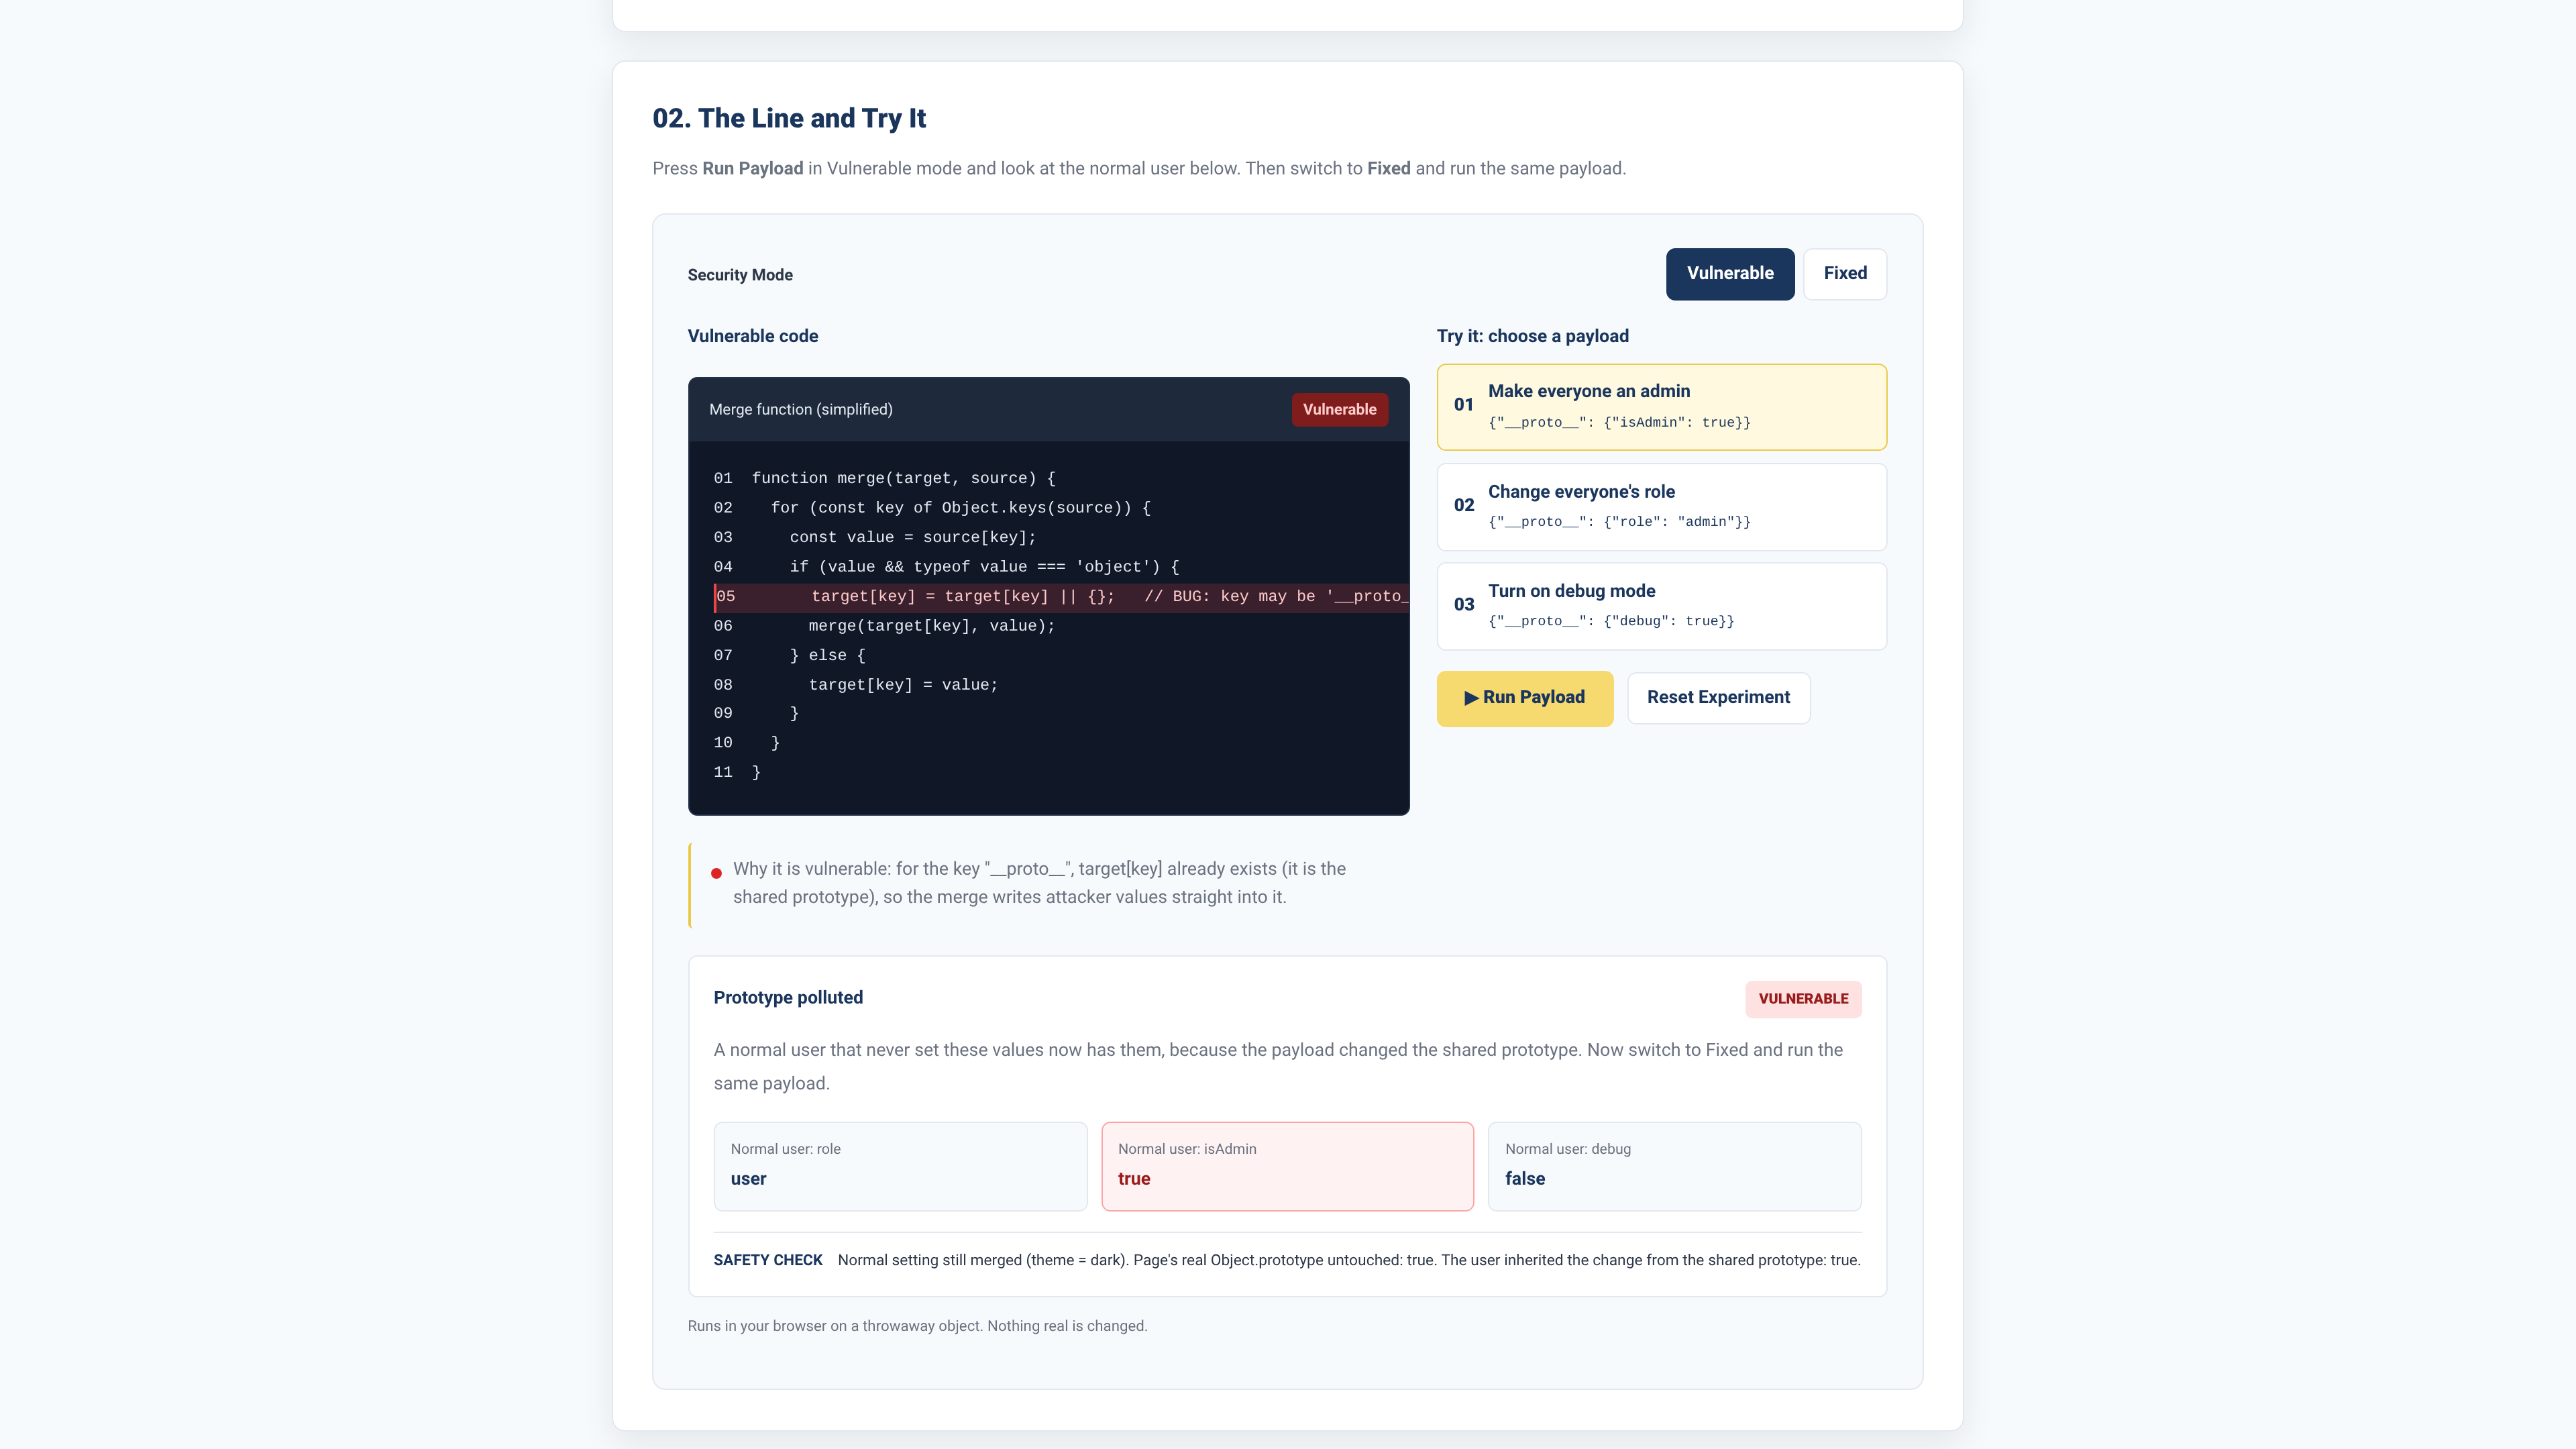 02. The Line and Try It
Press Run Payload in Vulnerable mode and look at the normal user below. Then switch to Fixed and run the same payload.
Security Mode
Vulnerable
Fixed
Vulnerable code
Merge function (simplified)
Vulnerable
01  function merge(target, source) {
02    for (const key of Object.keys(source)) {
03      const value = source[key];
04      if (value && typeof value === 'object') {
05        target[key] = target[key] || {};   // BUG: key may be '__proto_
06        merge(target[key], value);
07      } else {
08        target[key] = value;
09      }
10    }
11  }
Why it is vulnerable: for the key "__proto__", target[key] already exists (it is the
shared prototype), so the merge writes attacker values straight into it.
Try it: choose a payload
01
Make everyone an admin
{"__proto__": {"isAdmin": true}}
02
Change everyone's role
{"__proto__": {"role": "admin"}}
03
Turn on debug mode
{"__proto__": {"debug": true}}
▶ Run Payload
Reset Experiment
Prototype polluted
VULNERABLE
A normal user that never set these values now has them, because the payload changed the shared prototype. Now switch to Fixed and run the
same payload.
Normal user: role
user
Normal user: isAdmin
true
Normal user: debug
false
SAFETY CHECK Normal setting still merged (theme = dark). Page's real Object.prototype untouched: true. The user inherited the change from the shared prototype: true.
Runs in your browser on a throwaway object. Nothing real is changed.